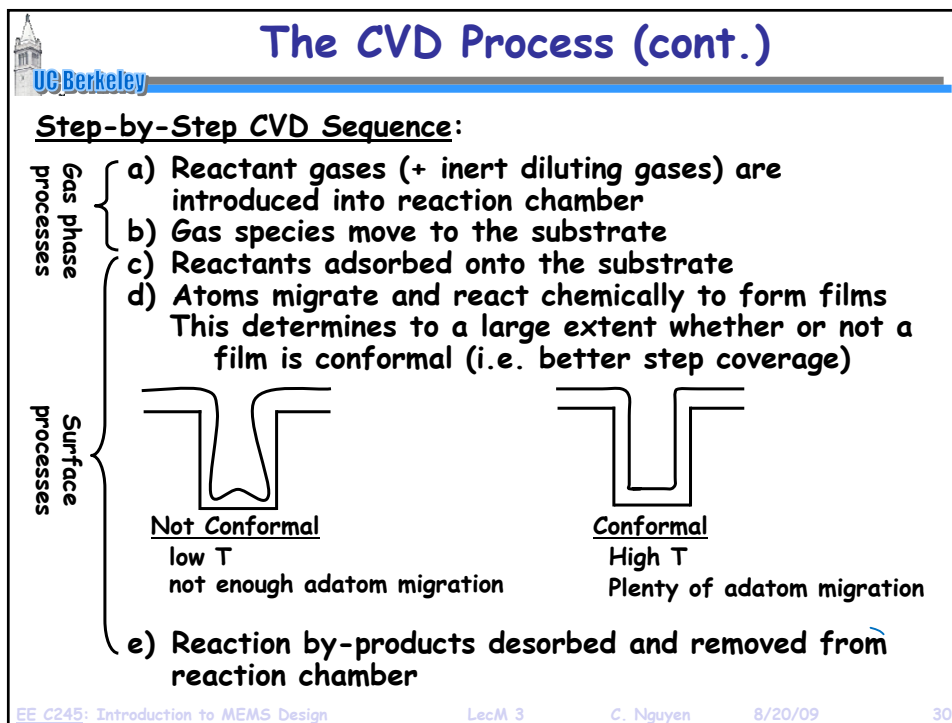 The CVD Process (cont.)
UC Berkeley
Step-by-Step CVD Sequence:
Gas phase
processes
a) Reactant gases (+ inert diluting gases) are
introduced into reaction chamber
b) Gas species move to the substrate
Surface
processes
c) Reactants adsorbed onto the substrate
d) Atoms migrate and react chemically to form films
This determines to a large extent whether or not a
film is conformal (i.e. better step coverage)
Not Conformal
low T
not enough adatom migration
Conformal
High T
Plenty of adatom migration
e) Reaction by-products desorbed and removed from
reaction chamber
EE C245: Introduction to MEMS Design LecM 3 C. Nguyen 8/20/09 30